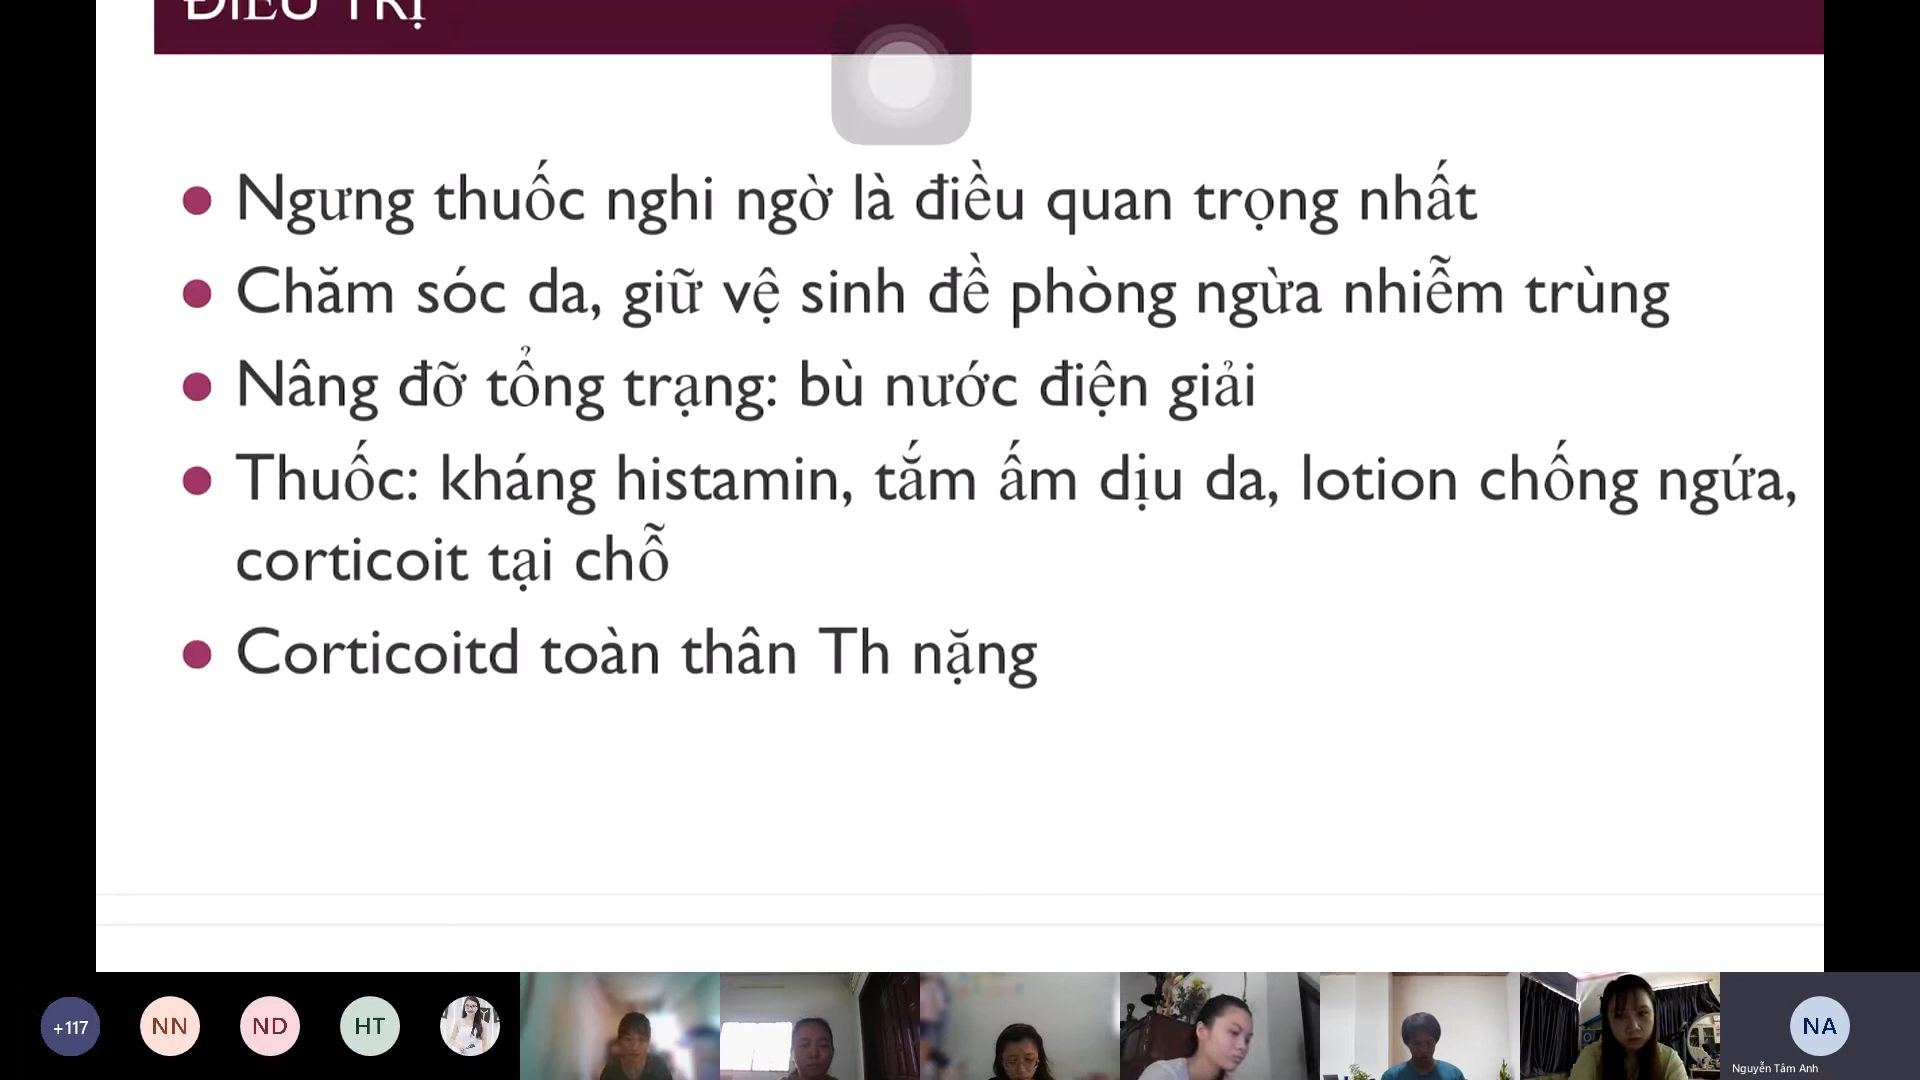 ĐIỀU TRỊ
Ngưng thuốc nghi ngờ là điều quan trọng nhất
Chăm sóc da, giữ vệ sinh đề phòng ngừa nhiễm trùng
Nâng đỡ tổng trạng: bù nước điện giải
Thuốc: kháng histamin, tắm ấm dịu da, lotion chống ngứa,
corticoit tại chỗ
Corticoitd toàn thân Th nặng
+117
NN
ND
HT
NA
Nguyễn Tâm Anh